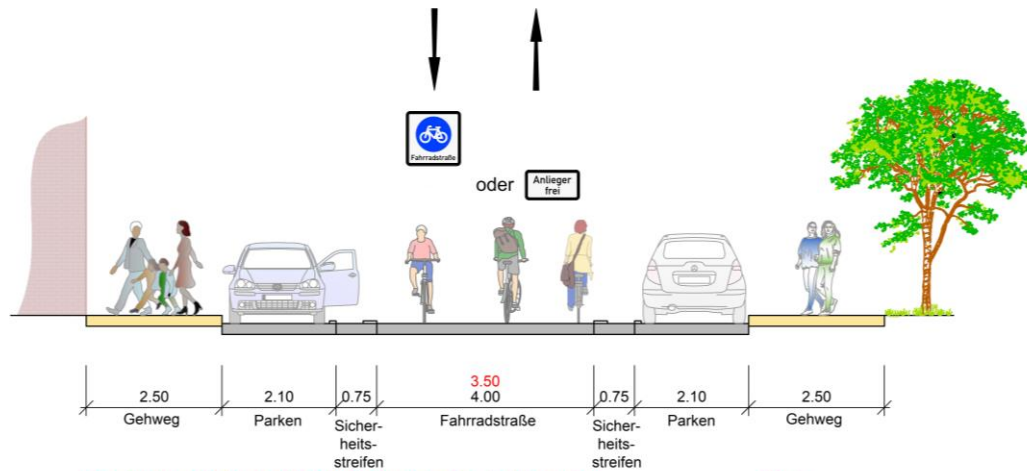 Fahrradstraße
oder
Anlieger
frei
3.50
2.50
2.10
0.75
4.00
0.75
2.10
2.50
Gehweg
Parken
Sicher-
heits-
streifen
Fahrradstraße
Sicher-
heits-
streifen
Parken
Gehweg